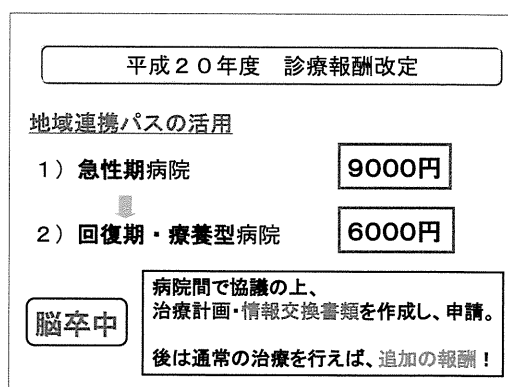 平成２０年度　診療報酬改定
地域連携パスの活用
１）急性期病院
９０００円
２）回復期・療養型病院
６０００円
脳卒中
病院間で協議の上、
治療計画・情報交換書類を作成し、申請。
後は通常の治療を行えば、追加の報酬！